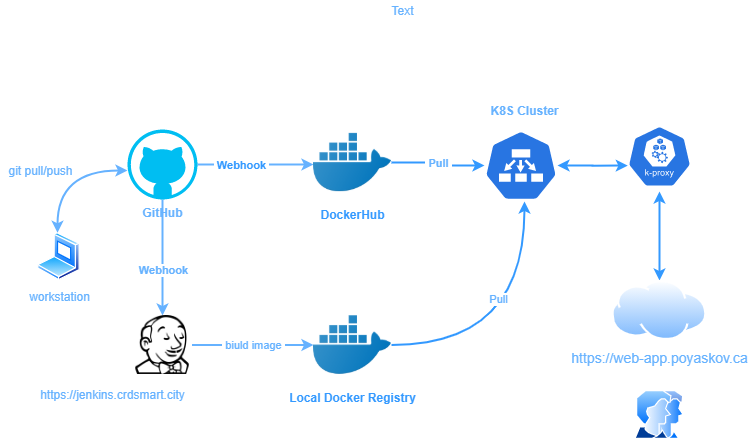 Text
K8S Cluster
git pull/push
Webhook
Pull
k-proxy
GitHub
DockerHub
Webhook
workstation
Pull
biuld image
https://web-app.poyaskov.ca
https://jenkins.crdsmart.city
Local Docker Registry